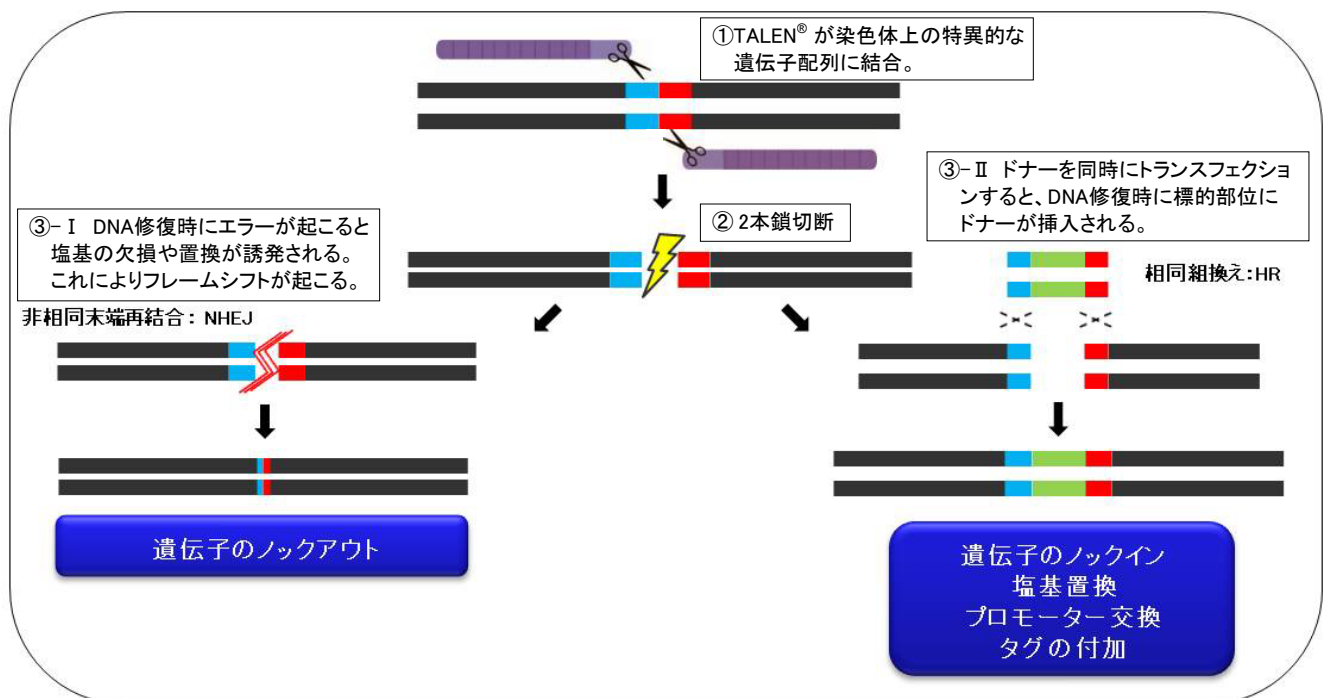 ①TALEN® が染色体上の特異的な
遺伝子配列に結合。
② 2本鎖切断
③-Ⅰ DNA修復時にエラーが起こると
塩基の欠損や置換が誘発される。
これによりフレームシフトが起こる。
非相同末端再結合： NHEJ
遺伝子のノックアウト
③-Ⅱ ドナーを同時にトランスフェクショ
ンすると、DNA修復時に標的部位に
ドナーが挿入される。
相同組換え：HR
遺伝子のノックイン
塩基置換
プロモーター交換
タグの付加